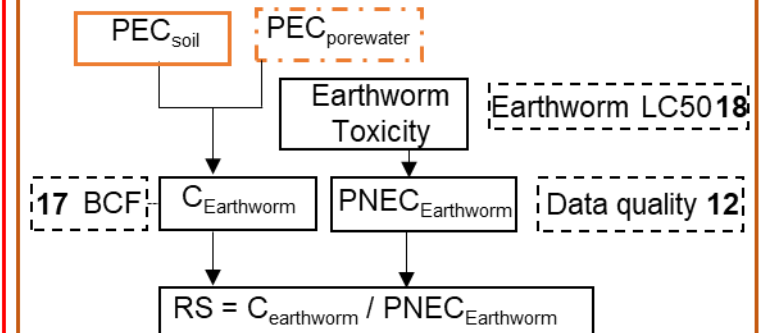 PECsoil
PECporewater
Earthworm
Toxicity
Earthworm LC50 18
17 BCF
CEarthworm
PNECEarthworm
Data quality 12
RS = Cearthworm / PNECEarthworm